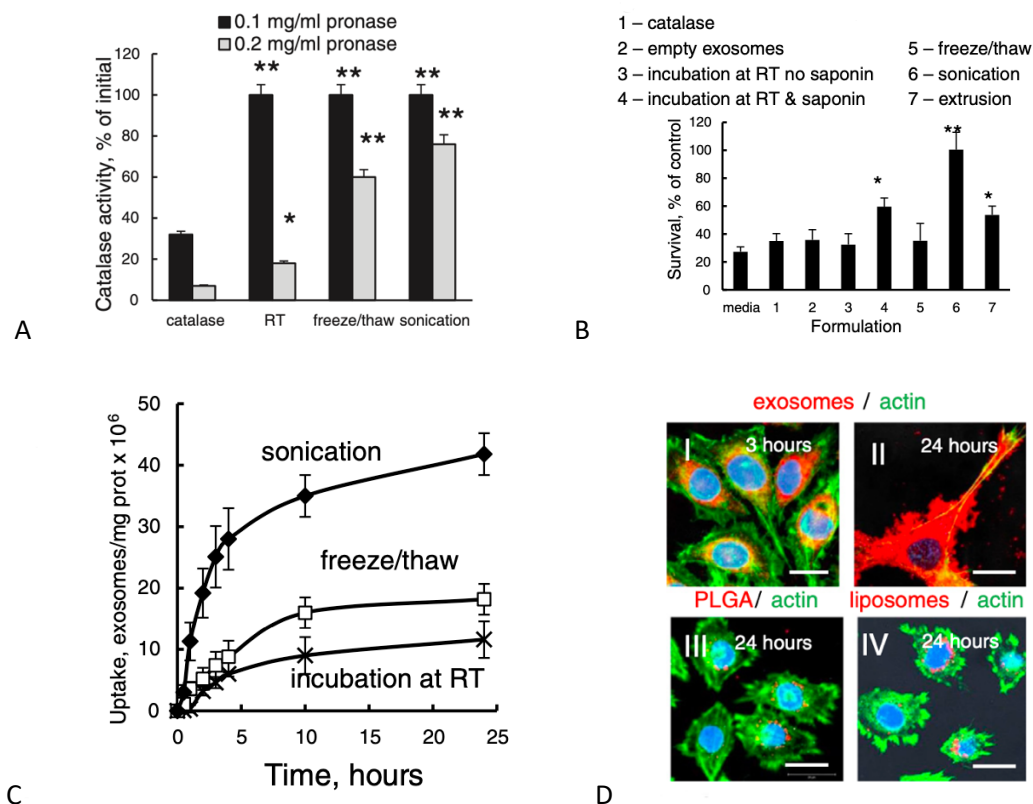 0.1 mg/ml pronase
0.2 mg/ml pronase
Catalase activity, % of initial
120
100
80
60
40
20
0
**
**
**
*
**
**
catalase
RT
freeze/thaw
sonication
A
1 – catalase
2 – empty exosomes
3 – incubation at RT no saponin
4 – incubation at RT & saponin
5 – freeze/thaw
6 – sonication
7 – extrusion
Survival, % of control
120
100
80
60
40
20
0
*
**
*
media 1 2 3 4 5 6 7
Formulation
B
Uptake, exosomes/mg prot x 10⁶
50
40
30
20
10
0
sonication
freeze/thaw
incubation at RT
0 5 10 15 20 25
Time, hours
C
exosomes / actin
I
3 hours
II
24 hours
PLGA/ actin
liposomes / actin
III
24 hours
IV
24 hours
D